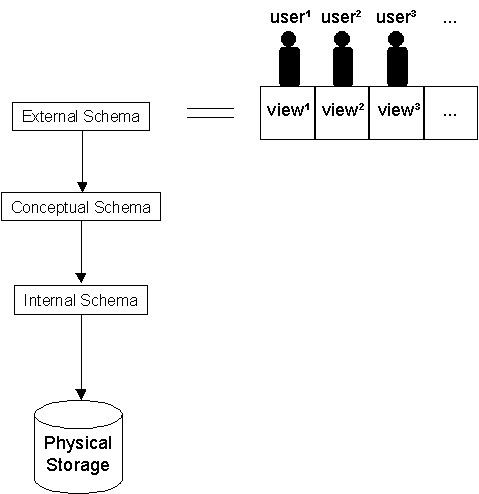 user¹ user² user³ ...
view¹ view² view³ ...
External Schema
Conceptual Schema
Internal Schema
Physical
Storage